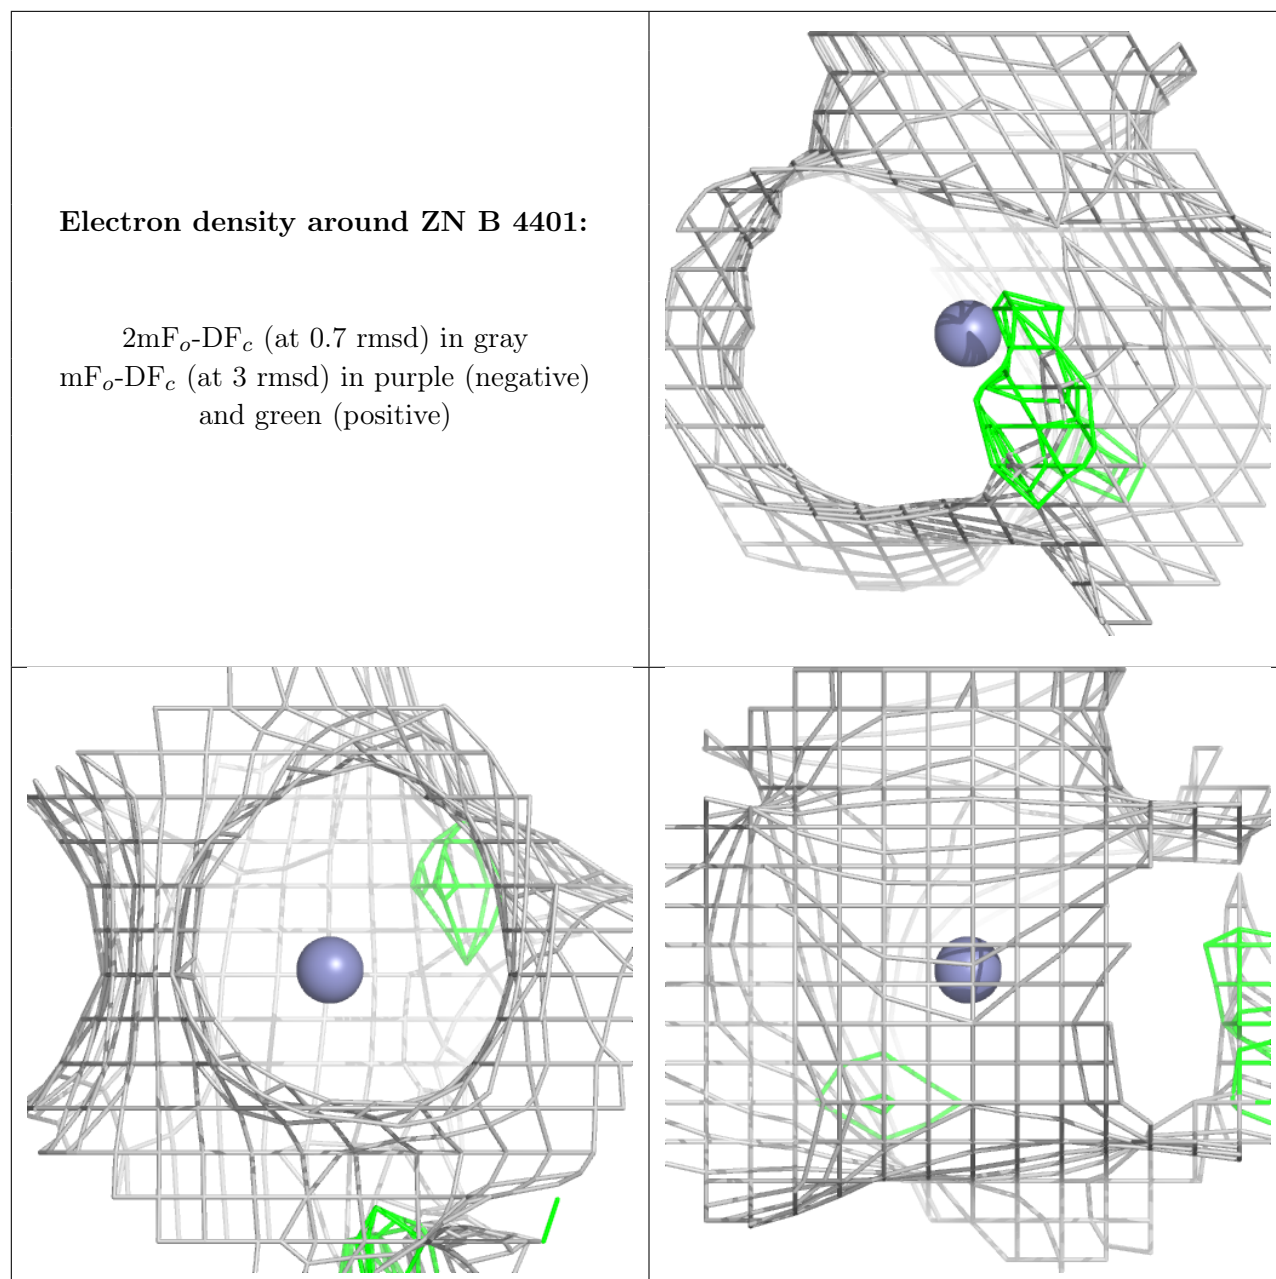 Electron density around ZN B 4401:
2mFo-DFc (at 0.7 rmsd) in gray
mFo-DFc (at 3 rmsd) in purple (negative)
and green (positive)